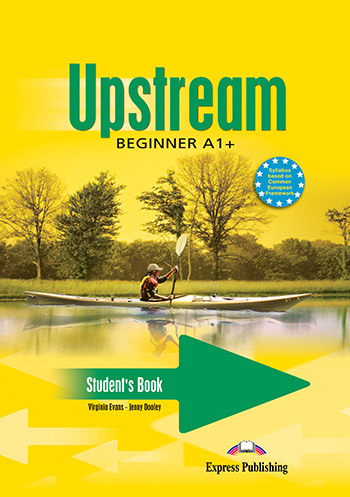 Upstream
BEGINNER A1+
Syllabus
based on
Common
European
Framework
Student's Book
Virginia Evans - Jenny Dooley
Express Publishing